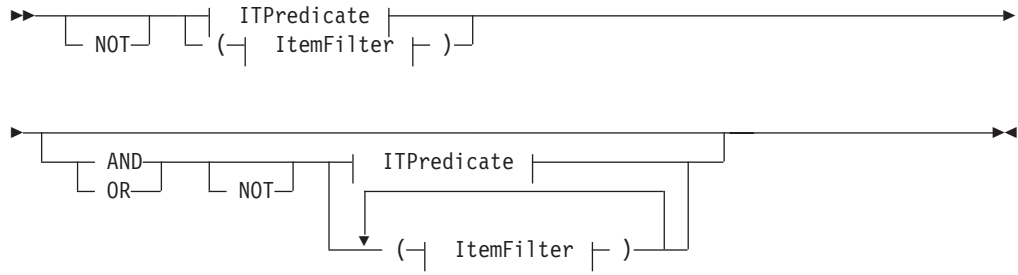 ITPredicate
NOT ( ItemFilter )
AND ITPredicate
OR NOT
( ItemFilter )